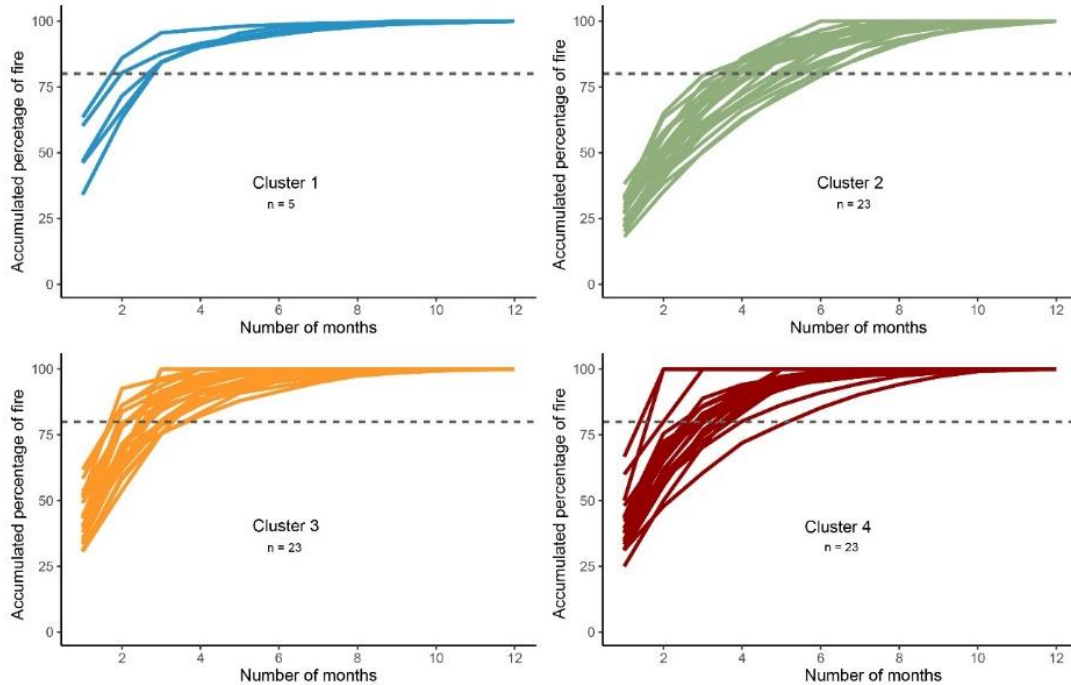 Accumulated percetage of fire
100
75
50
25
0
Cluster 1
n = 5
2 4 6 8 10 12
Number of months
Accumulated percentage of fire
100
75
50
25
0
Cluster 2
n = 23
2 4 6 8 10 12
Number of months
Accumulated percentage of fire
100
75
50
25
0
Cluster 3
n = 23
2 4 6 8 10 12
Number of months
Accumulated percentage of fire
100
75
50
25
0
Cluster 4
n = 23
2 4 6 8 10 12
Number of months